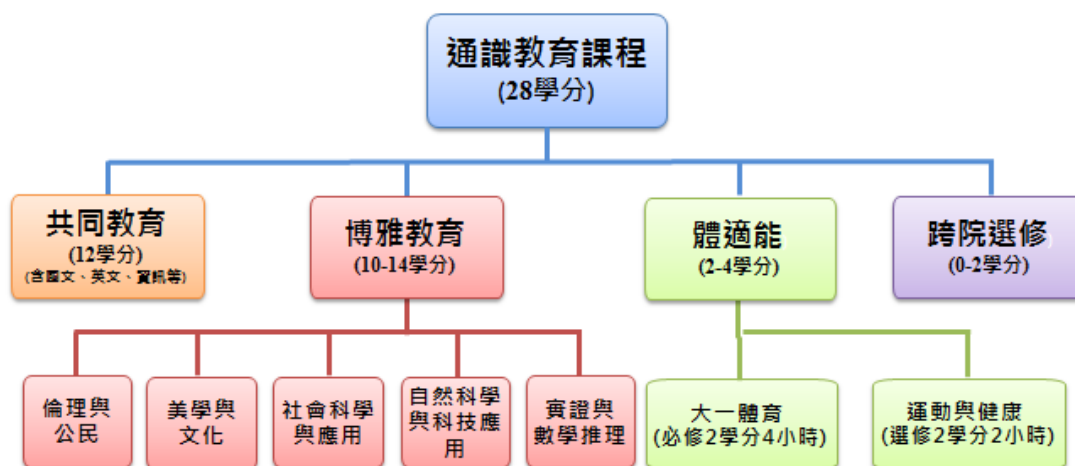 通識教育課程
(28學分)
共同教育
(12學分)
(含國文、英文、資訊等)
博雅教育
(10-14學分)
體適能
(2-4學分)
跨院選修
(0-2學分)
倫理與
公民
美學與
文化
社會科學
與應用
自然科學
與科技應
用
實證與
數學推理
大一體育
(必修2學分4小時)
運動與健康
(選修2學分2小時)